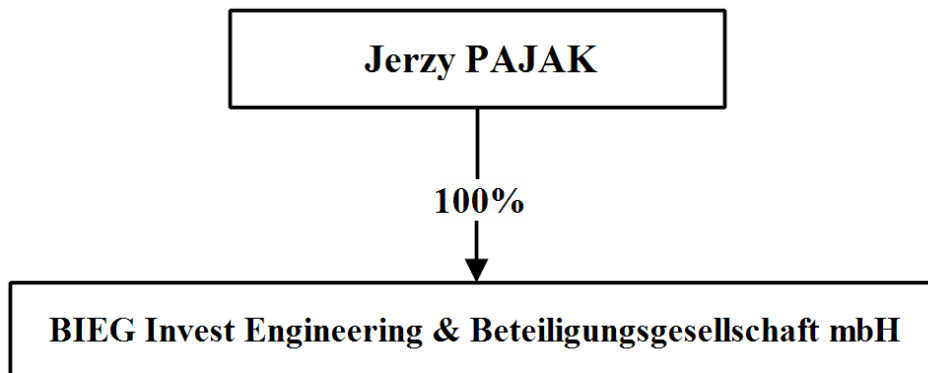 Jerzy PAJAK
100%
BIEG Invest Engineering & Beteiligungsgesellschaft mbH